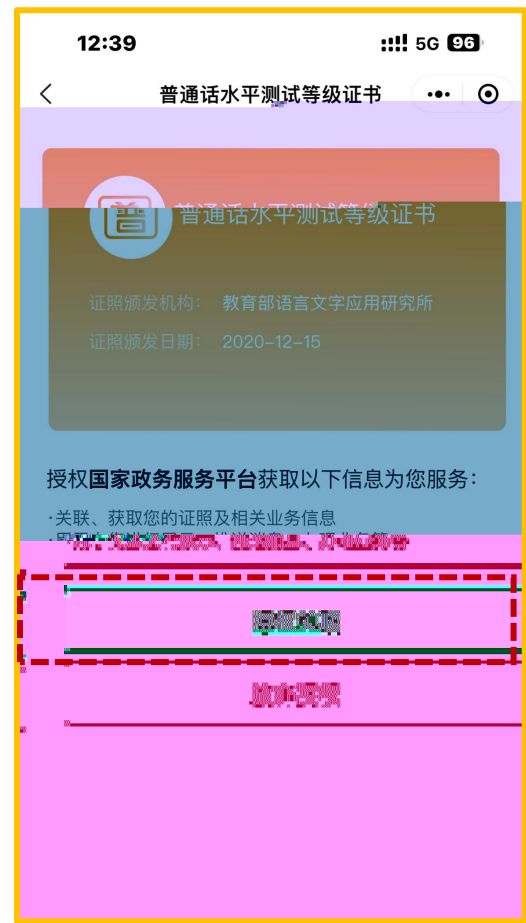 12:39 5G 96
普通话水平测试等级证书
普 普通话水平测试等级证书
证照颁发机构: 教育部语言文字应用研究所
证照颁发日期: 2020-12-15
授权国家政务服务平台获取以下信息为您服务:
·关联、获取您的证照及相关业务信息